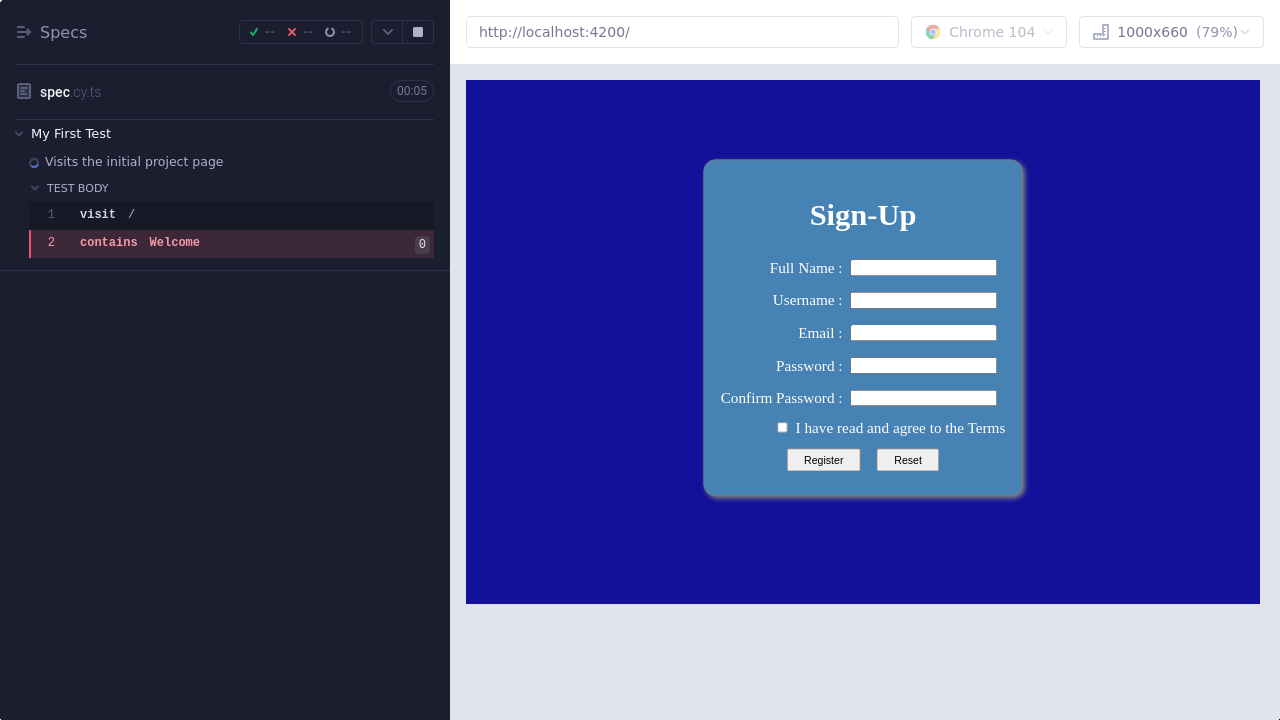 Specs
--
--
--
spec.cy.ts
00:05
My First Test
Visits the initial project page
TEST BODY
1 visit /
2 contains Welcome 0
http://localhost:4200/
Chrome 104
1000x660 (79%)
Sign-Up
Full Name :
Username :
Email :
Password :
Confirm Password :
I have read and agree to the Terms
Register Reset